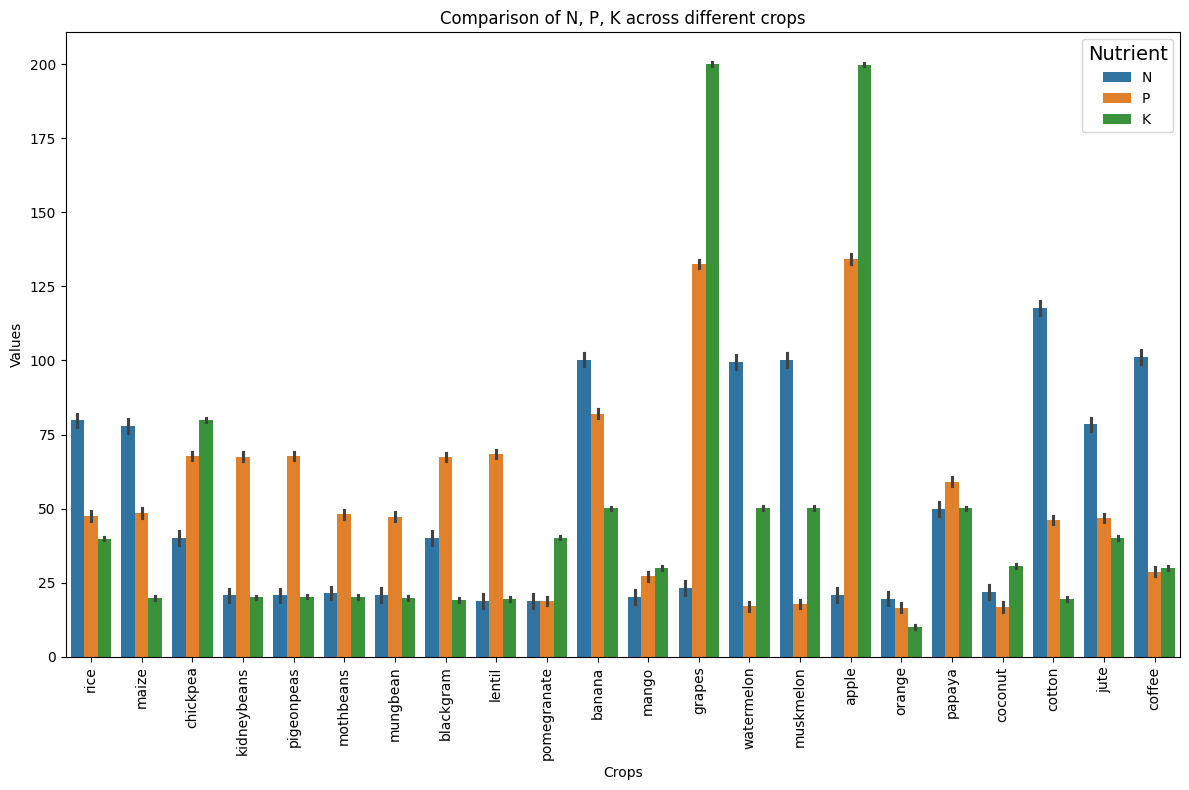 Comparison of N, P, K across different crops
Nutrient
N
P
K
Values
200
175
150
125
100
75
50
25
0
rice
maize
chickpea
kidneybeans
pigeonpeas
mothbeans
mungbean
blackgram
lentil
pomegranate
banana
mango
grapes
watermelon
muskmelon
apple
orange
papaya
coconut
cotton
jute
coffee
Crops